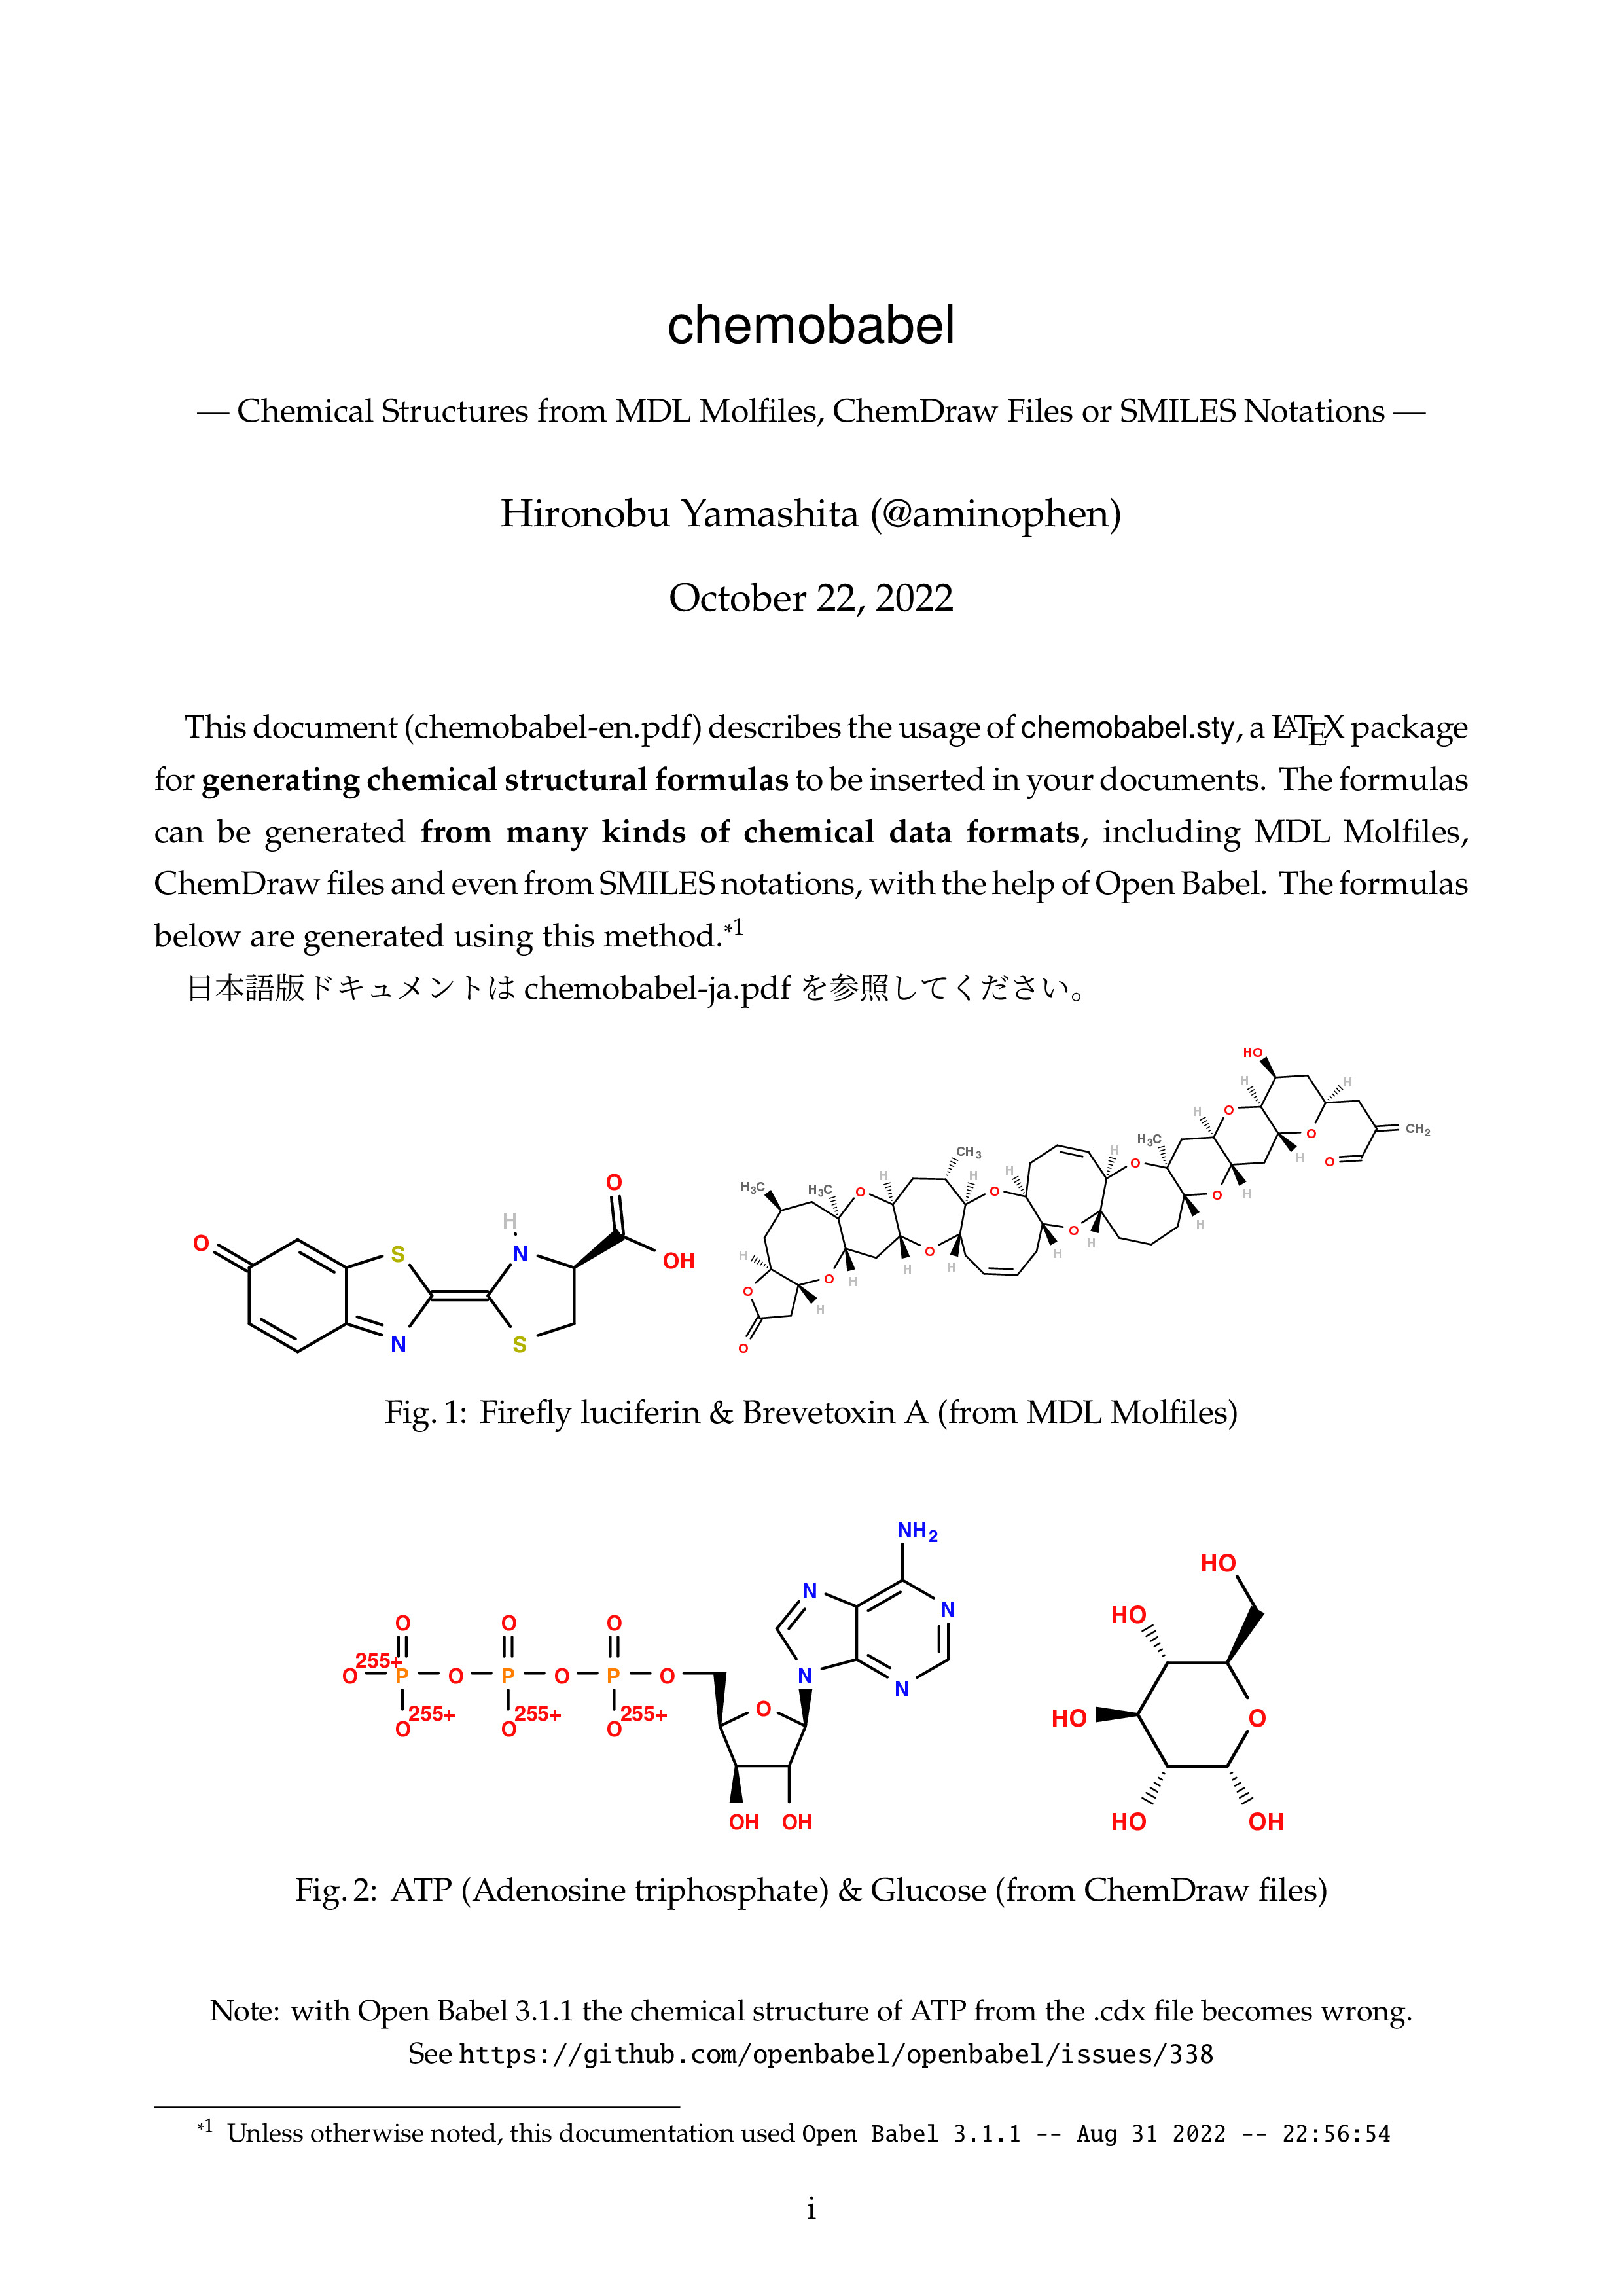 chemobabel
— Chemical Structures from MDL Molfiles, ChemDraw Files or SMILES Notations —
Hironobu Yamashita (@aminophen)
October 22, 2022
This document (chemobabel-en.pdf) describes the usage of chemobabel.sty, a LATEX package
for generating chemical structural formulas to be inserted in your documents. The formulas
can be generated from many kinds of chemical data formats, including MDL Molfiles,
ChemDraw files and even from SMILES notations, with the help of Open Babel. The formulas
below are generated using this method.*1
日本語版ドキュメントは chemobabel-ja.pdf を参照してください。
O S N H N S O OH
H3C H3C O H CH3 H O H H O H3C H O HO H H CH2
H O O H O H O H H O H H O H O H O H O
O
Fig. 1: Firefly luciferin & Brevetoxin A (from MDL Molfiles)
NH2
N N
O O O
O 255+ P O P O P O N N
O 255+ O 255+ O 255+ O
OH OH
HO
HO
HO O
HO OH
Fig. 2: ATP (Adenosine triphosphate) & Glucose (from ChemDraw files)
Note: with Open Babel 3.1.1 the chemical structure of ATP from the .cdx file becomes wrong.
See https://github.com/openbabel/openbabel/issues/338
*1 Unless otherwise noted, this documentation used Open Babel 3.1.1 -- Aug 31 2022 -- 22:56:54
i